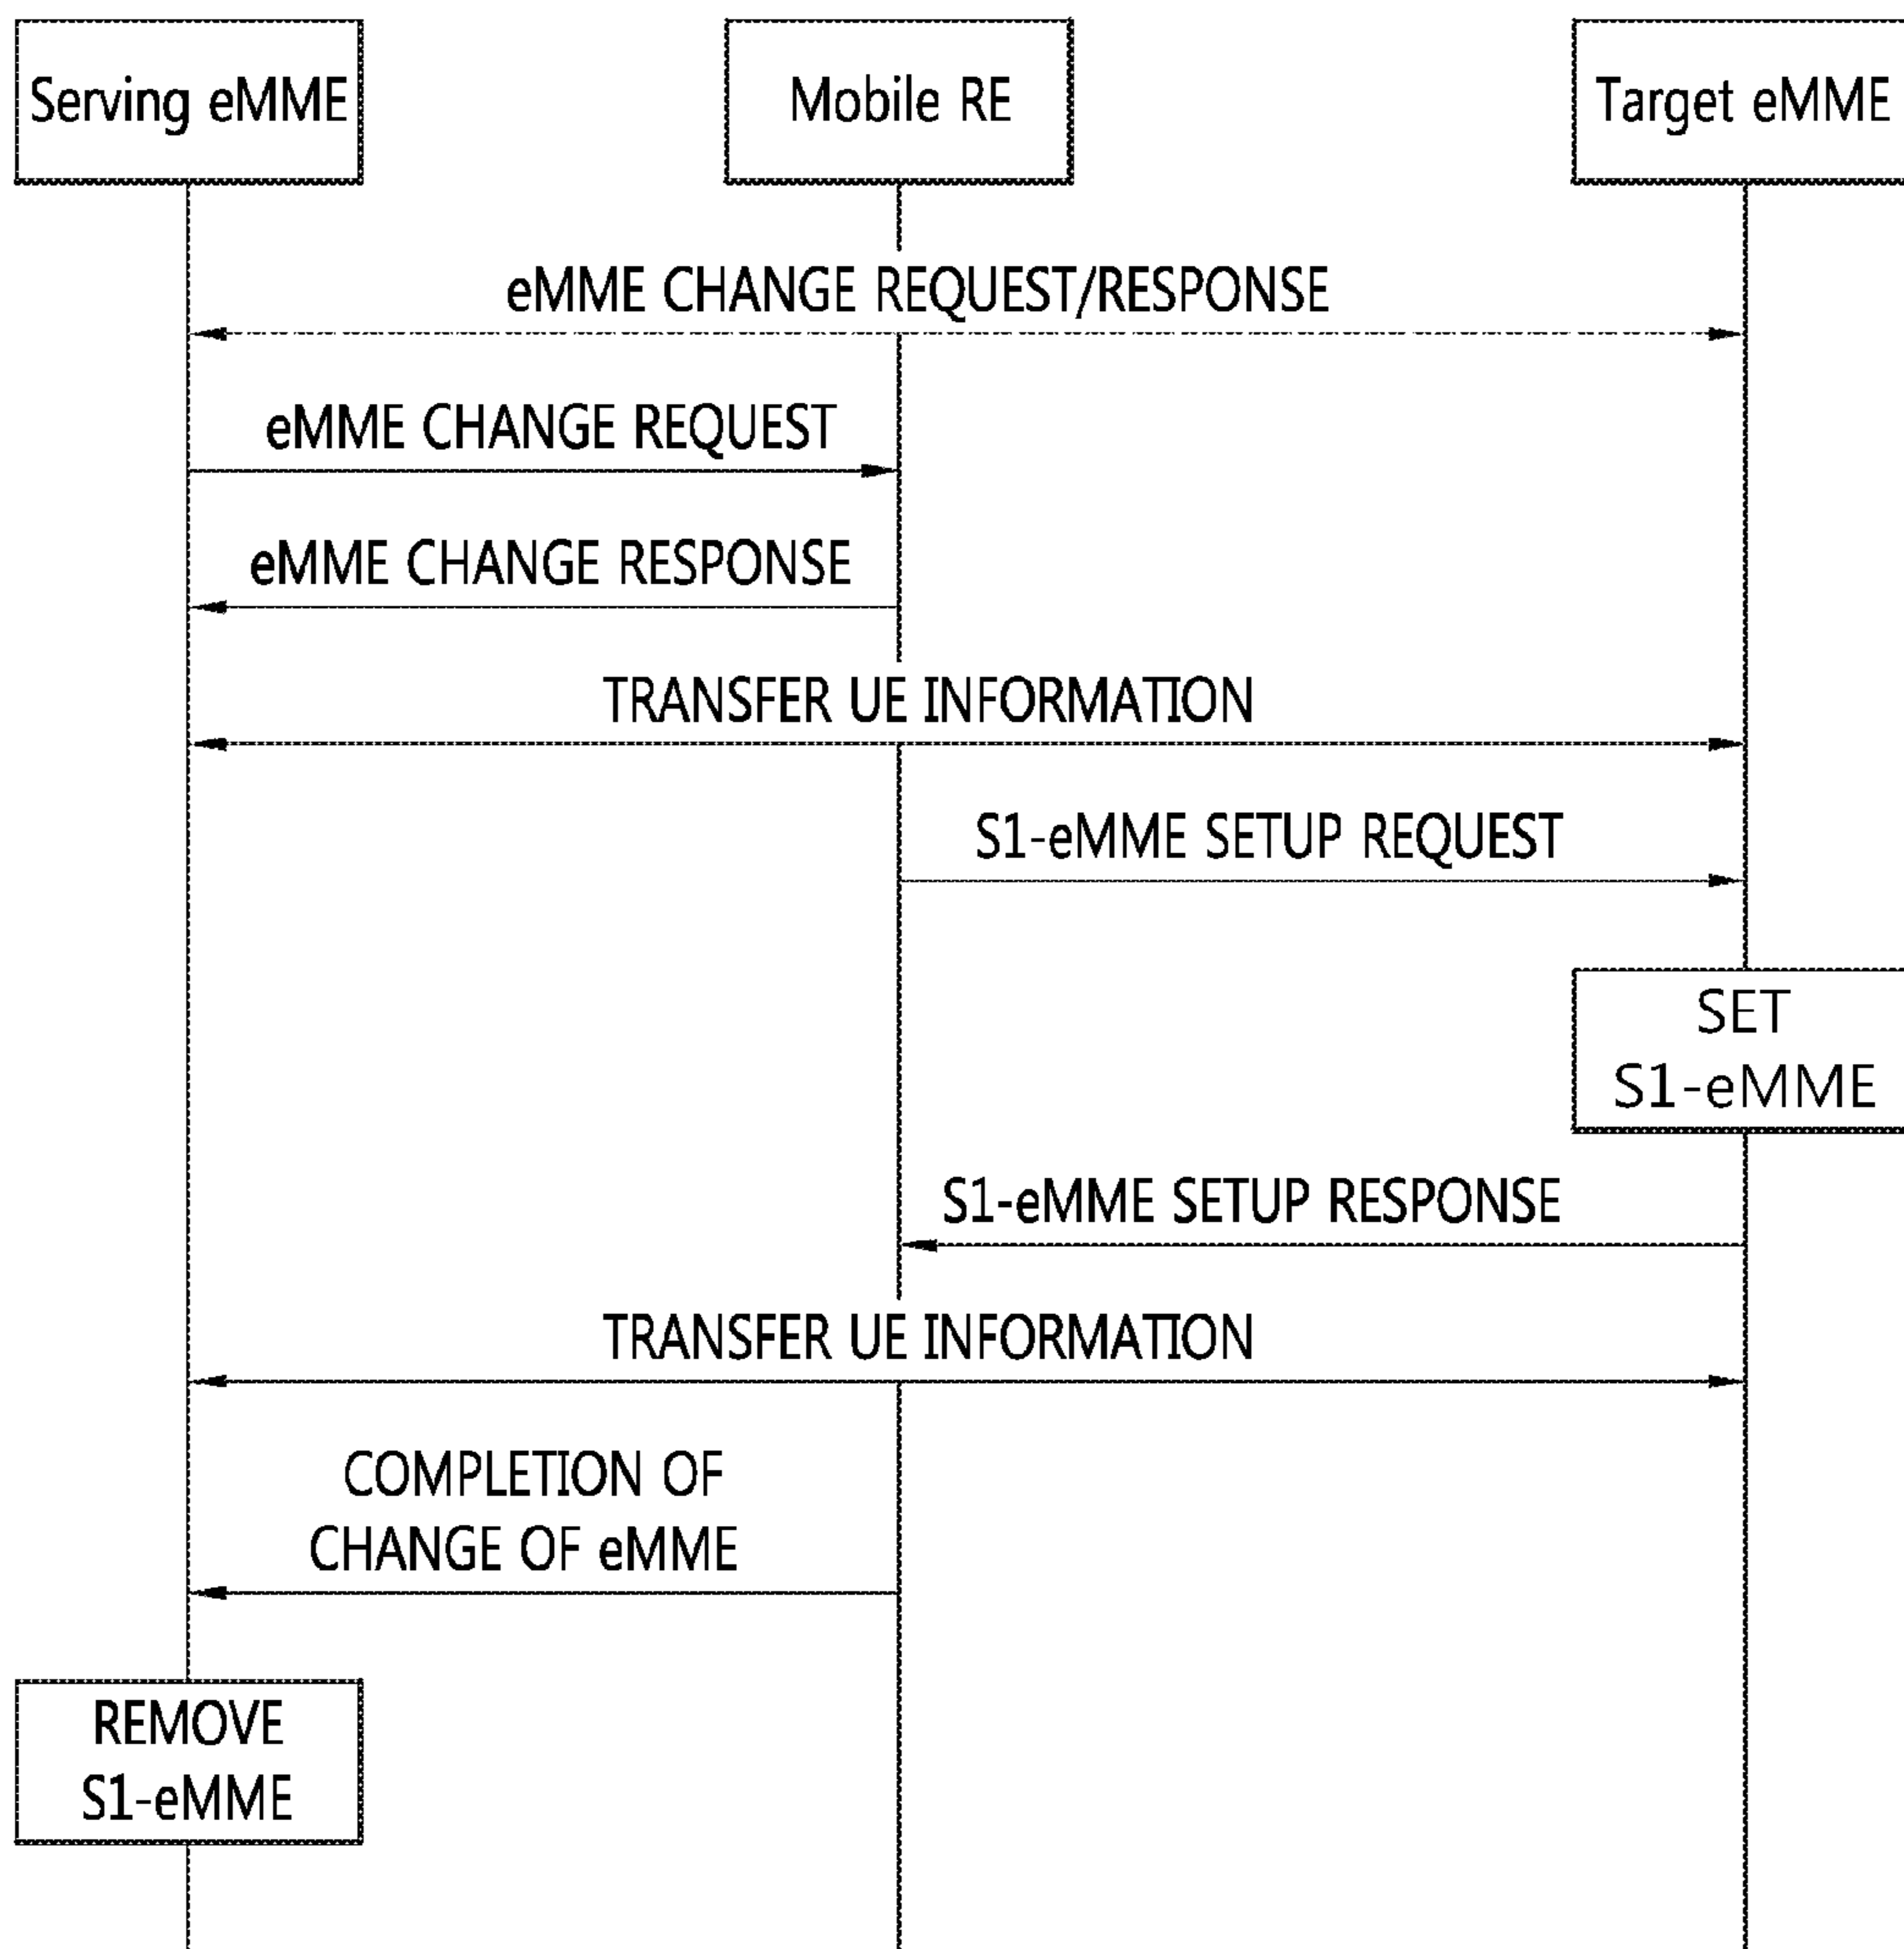 Serving eMME
Mobile RE
Target eMME
eMME CHANGE REQUEST/RESPONSE
eMME CHANGE REQUEST
eMME CHANGE RESPONSE
TRANSFER UE INFORMATION
S1-eMME SETUP REQUEST
SET
S1-eMME
S1-eMME SETUP RESPONSE
TRANSFER UE INFORMATION
COMPLETION OF
CHANGE OF eMME
REMOVE
S1-eMME